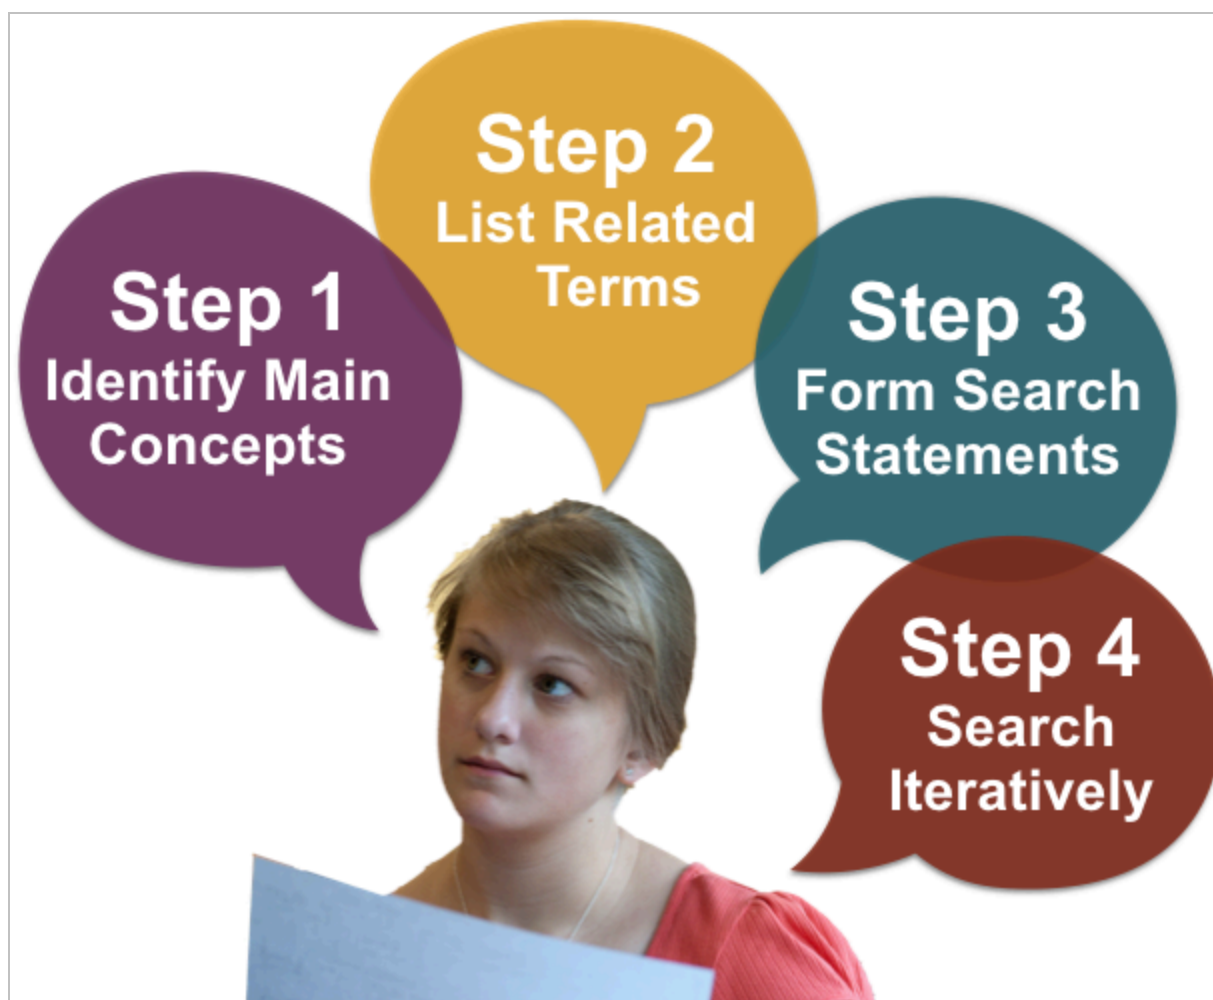 Step 1
Identify Main
Concepts
Step 2
List Related
Terms
Step 3
Form Search
Statements
Step 4
Search
Iteratively